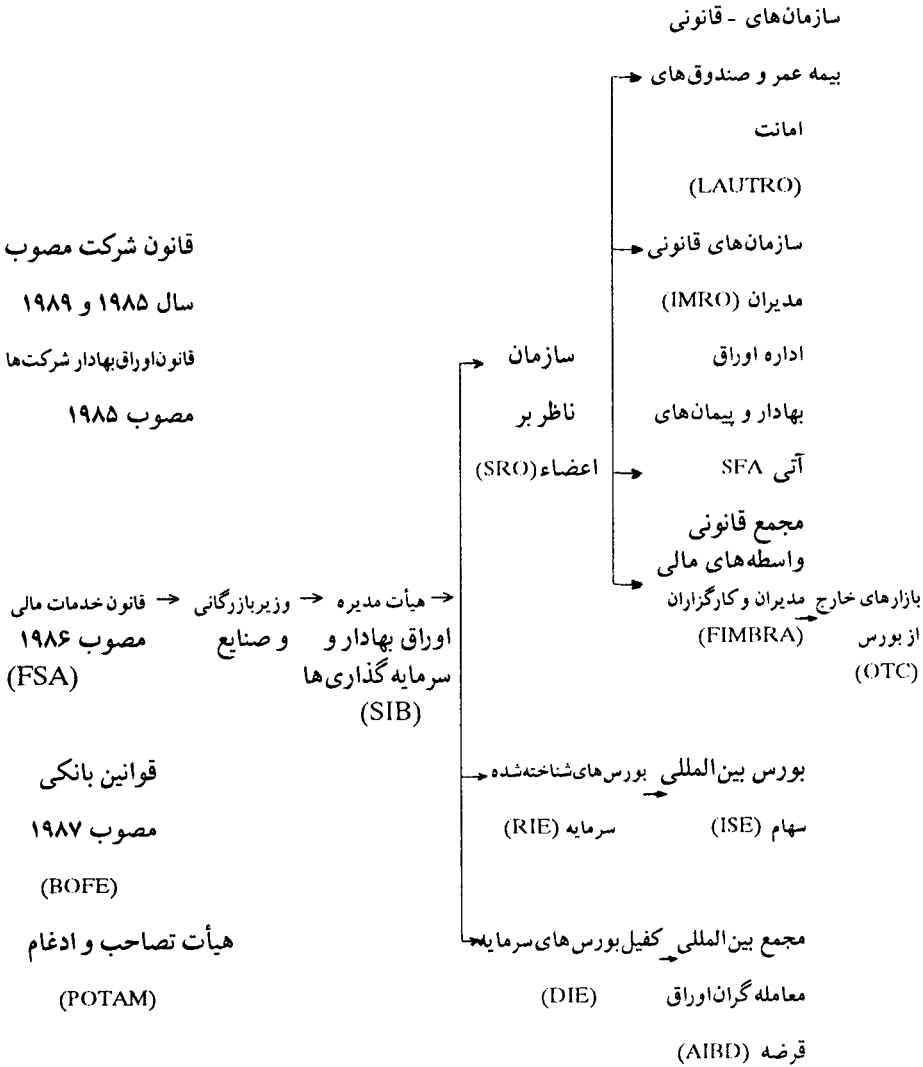 سازمان‌های - قانونی
بیمه عمر و صندوق‌های
امانت
(LAUTRO)
سازمان‌های قانونی
مدیران (IMRO)
اداره اوراق
بهادار و پیمان‌های
آتی SFA
مجمع قانونی
واسطه‌های مالی
مدیران و کارگزاران
(FIMBRA)
بازارهای خارج
از بورس
(OTC)
سازمان
ناظر بر
اعضاء (SRO)
قانون شرکت مصوب
سال ۱۹۸۵ و ۱۹۸۹
قانون اوراق بهادار شرکت‌ها
مصوب ۱۹۸۵
قانون خدمات مالی
مصوب ۱۹۸۶
(FSA)
وزیر بازرگانی
و صنایع
هیأت مدیره
اوراق بهادار و
سرمایه گذاری‌ها
(SIB)
قوانین بانکی
مصوب ۱۹۸۷
(BOFE)
هیأت تصاحب و ادغام
(POTAM)
بورس‌های شناخته شده
سرمایه (RIE)
بورس بین‌المللی
سهام (ISE)
کفیل بورس‌های سرمایه
(DIE)
مجمع بین‌المللی
معامله گران اوراق
قرضه (AIBD)